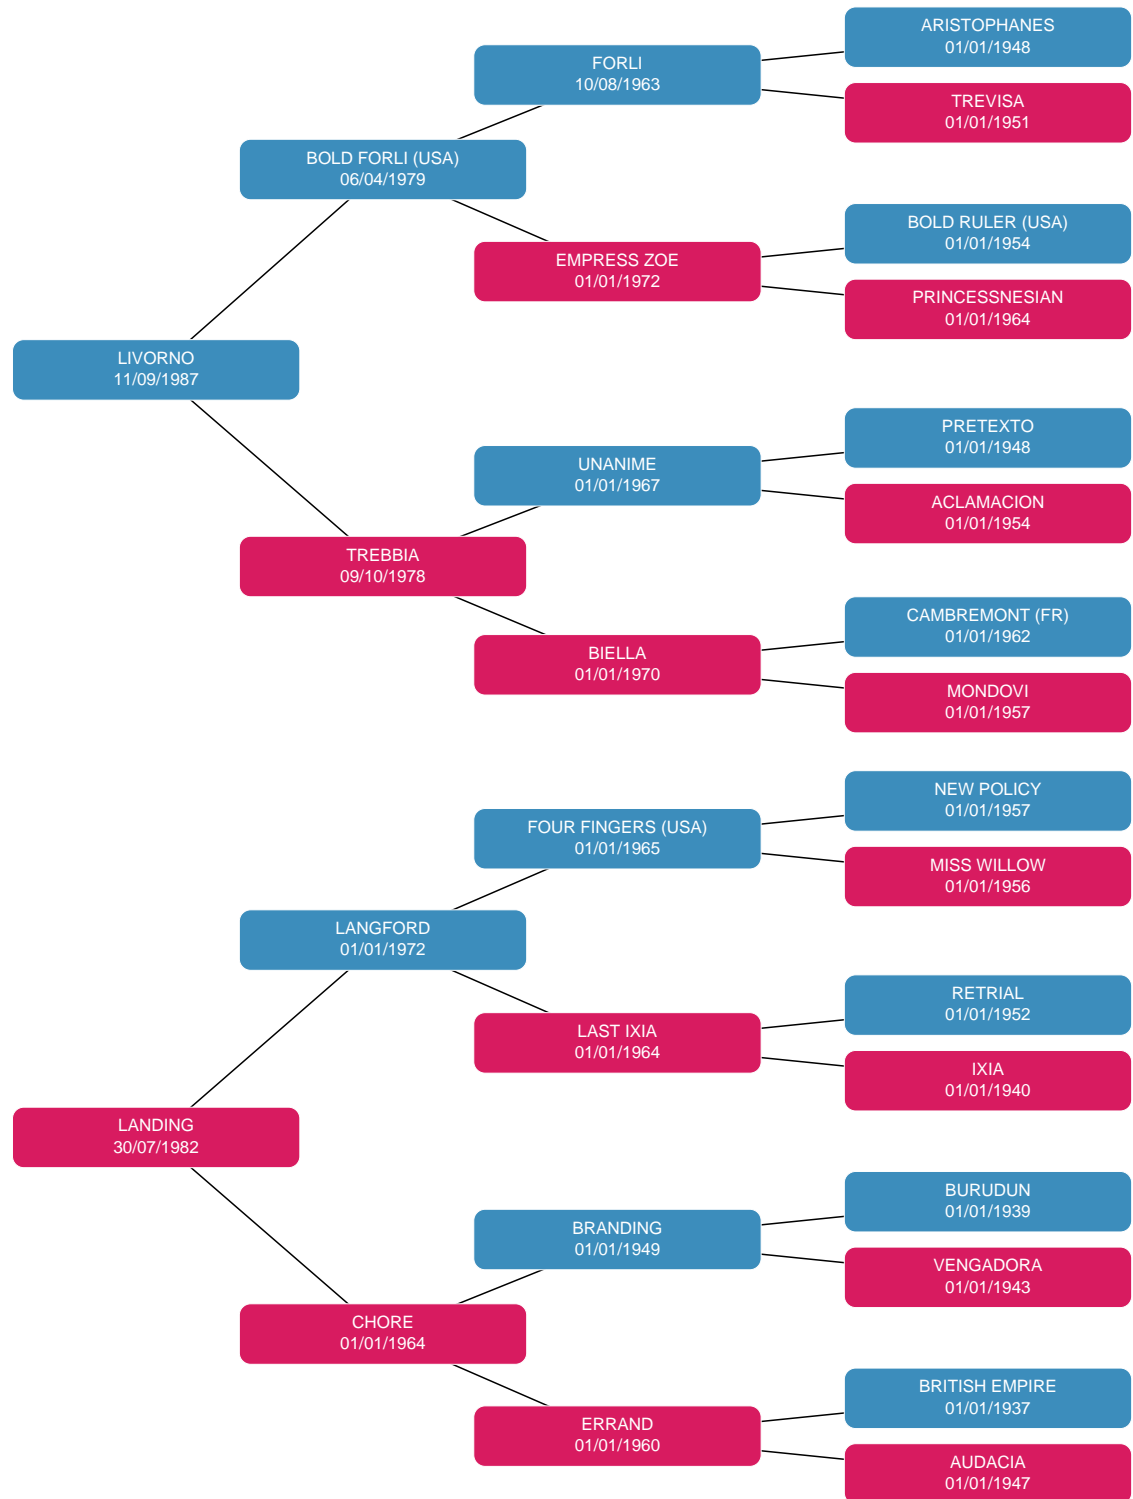 ARISTOPHANES
01/01/1948
FORLI
10/08/1963
TREVISA
01/01/1951
BOLD FORLI (USA)
06/04/1979
BOLD RULER (USA)
01/01/1954
EMPRESS ZOE
01/01/1972
PRINCESSNESIAN
01/01/1964
LIVORNO
11/09/1987
PRETEXTO
01/01/1948
UNANIME
01/01/1967
ACLAMACION
01/01/1954
TREBBIA
09/10/1978
CAMBREMONT (FR)
01/01/1962
BIELLA
01/01/1970
MONDOVI
01/01/1957
NEW POLICY
01/01/1957
FOUR FINGERS (USA)
01/01/1965
MISS WILLOW
01/01/1956
LANGFORD
01/01/1972
RETRIAL
01/01/1952
LAST IXIA
01/01/1964
IXIA
01/01/1940
LANDING
30/07/1982
BURUDUN
01/01/1939
BRANDING
01/01/1949
VENGADORA
01/01/1943
CHORE
01/01/1964
BRITISH EMPIRE
01/01/1937
ERRAND
01/01/1960
AUDACIA
01/01/1947